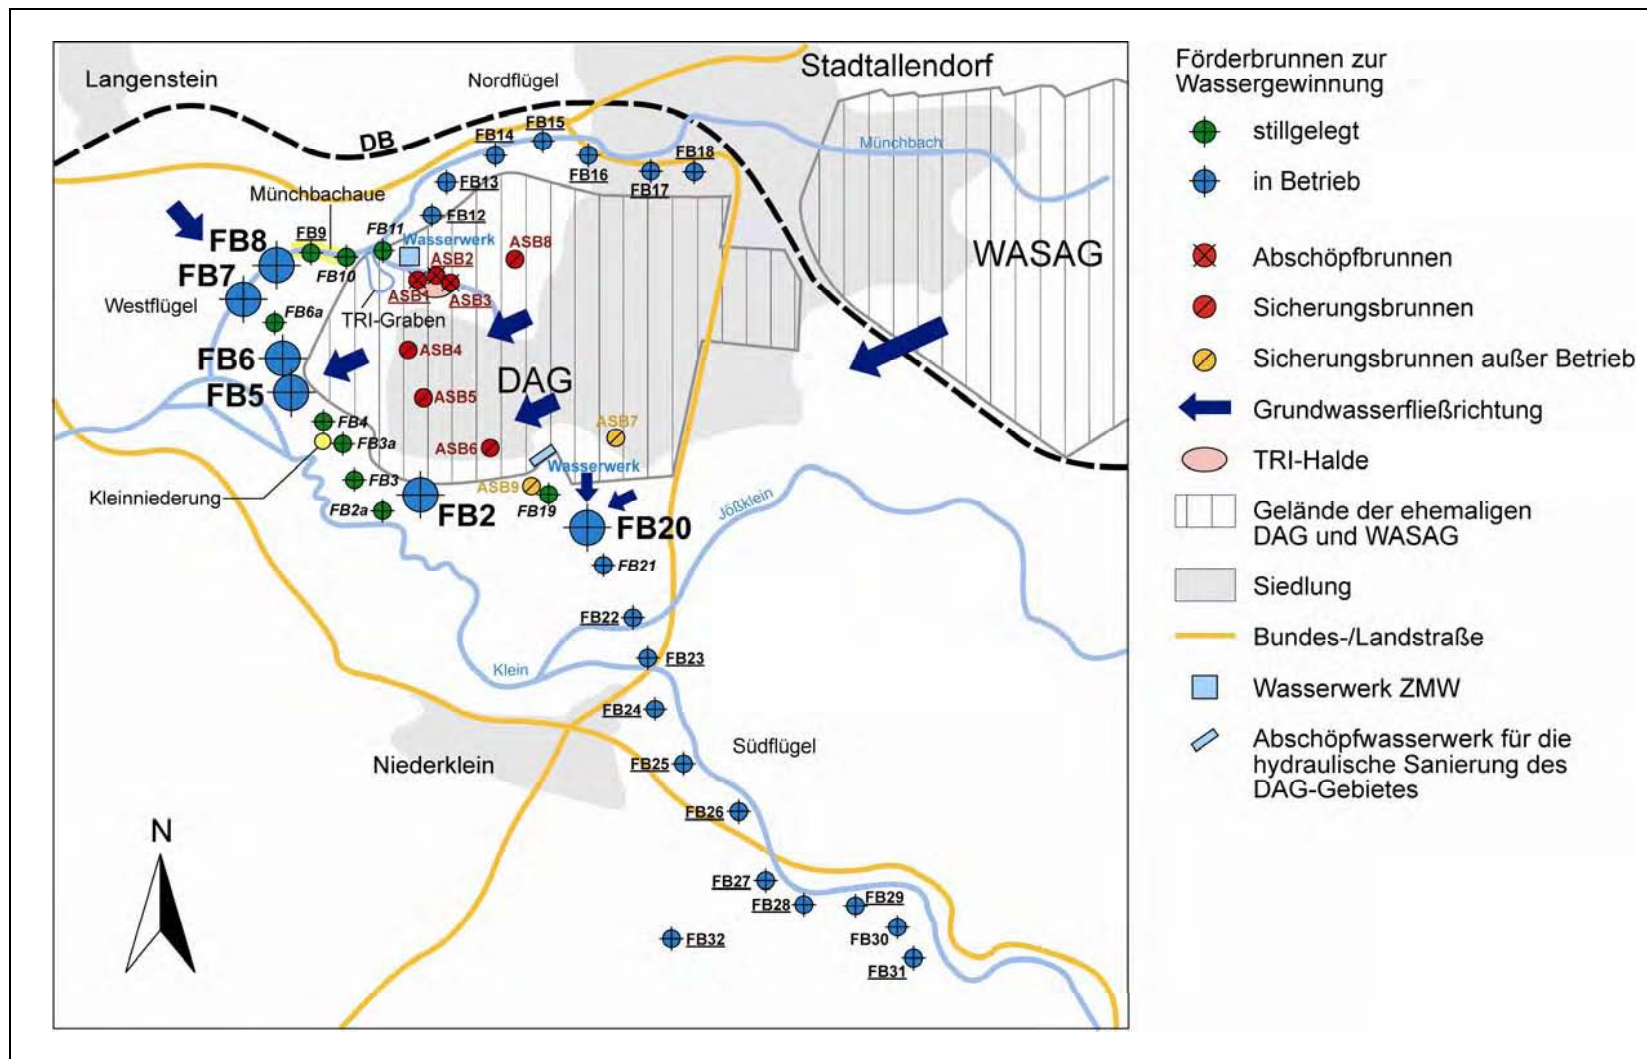 Langenstein
Nordflügel
Stadtallendorf
DB
FB15
FB14
FB16
FB17
FB18
Münchbach
Münchbachaue
FB13
FB12
FB11
FB9
FB10
FB8
FB7
Wasserwerk
ASB8
ASB2
ASB1
ASB3
WASAG
Westflügel
FB6a
TRI-Graben
FB6
FB5
ASB4
DAG
ASB5
FB4
FB3a
ASB7
ASB6
Wasserwerk
Kleinniederung
FB3
FB2a
FB2
ASB9
FB19
FB20
Jößklein
FB21
FB22
Klein
FB23
FB24
Südflügel
FB25
Niederklein
FB26
N
FB27
FB28
FB29
FB30
FB32
FB31
Förderbrunnen zur
Wassergewinnung
stillgelegt
in Betrieb
Abschöpfbrunnen
Sicherungsbrunnen
Sicherungsbrunnen außer Betrieb
Grundwasserfließrichtung
TRI-Halde
Gelände der ehemaligen
DAG und WASAG
Siedlung
Bundes-/Landstraße
Wasserwerk ZMW
Abschöpfwasserwerk für die
hydraulische Sanierung des
DAG-Gebietes